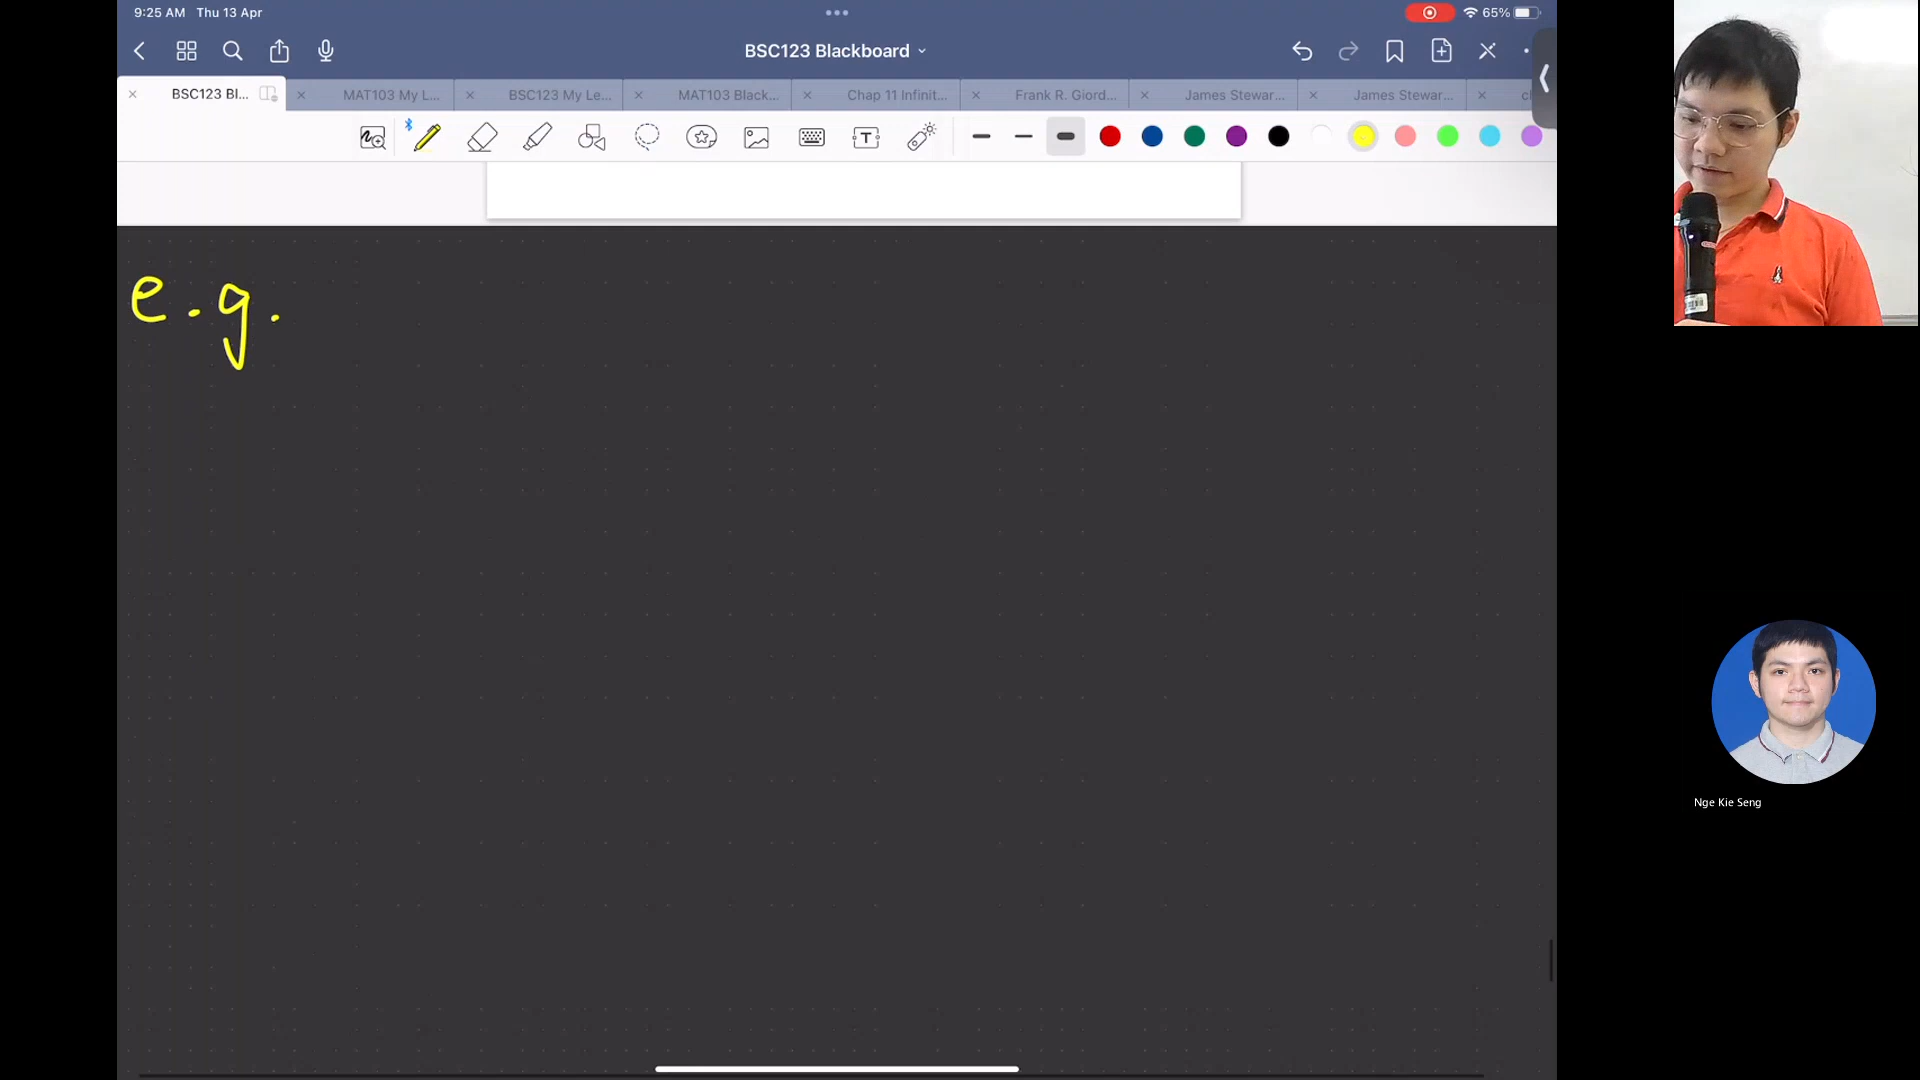 9:25 AM Thu 13 Apr
65%
BSC123 Blackboard
BSC123 Bl...
MAT103 My L...
BSC123 My Le...
MAT103 Black...
Chap 11 Infinit...
Frank R. Giord...
James Stewar...
James Stewar...
T
e.g.
Nge Kie Seng